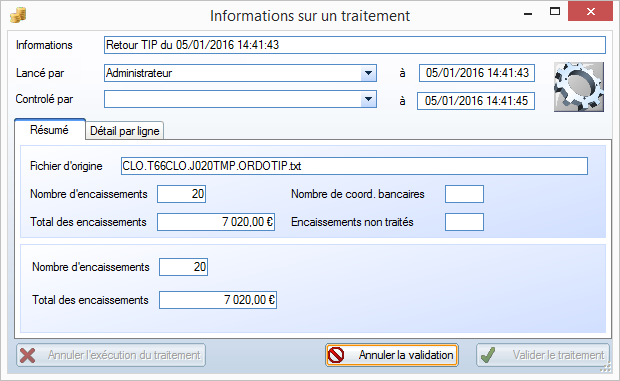 Informations sur un traitement
Informations Retour TIP du 05/01/2016 14:41:43
Lancé par Administrateur à 05/01/2016 14:41:43
Controlé par à 05/01/2016 14:41:45
Résumé Détail par ligne
Fichier d'origine CLO.T66CLO.J020TMP.ORDOTIP.txt
Nombre d'encaissements 20 Nombre de coord. bancaires
Total des encaissements 7 020,00 € Encaissements non traités
Nombre d'encaissements 20
Total des encaissements 7 020,00 €
Annuler l'exécution du traitement Annuler la validation Valider le traitement